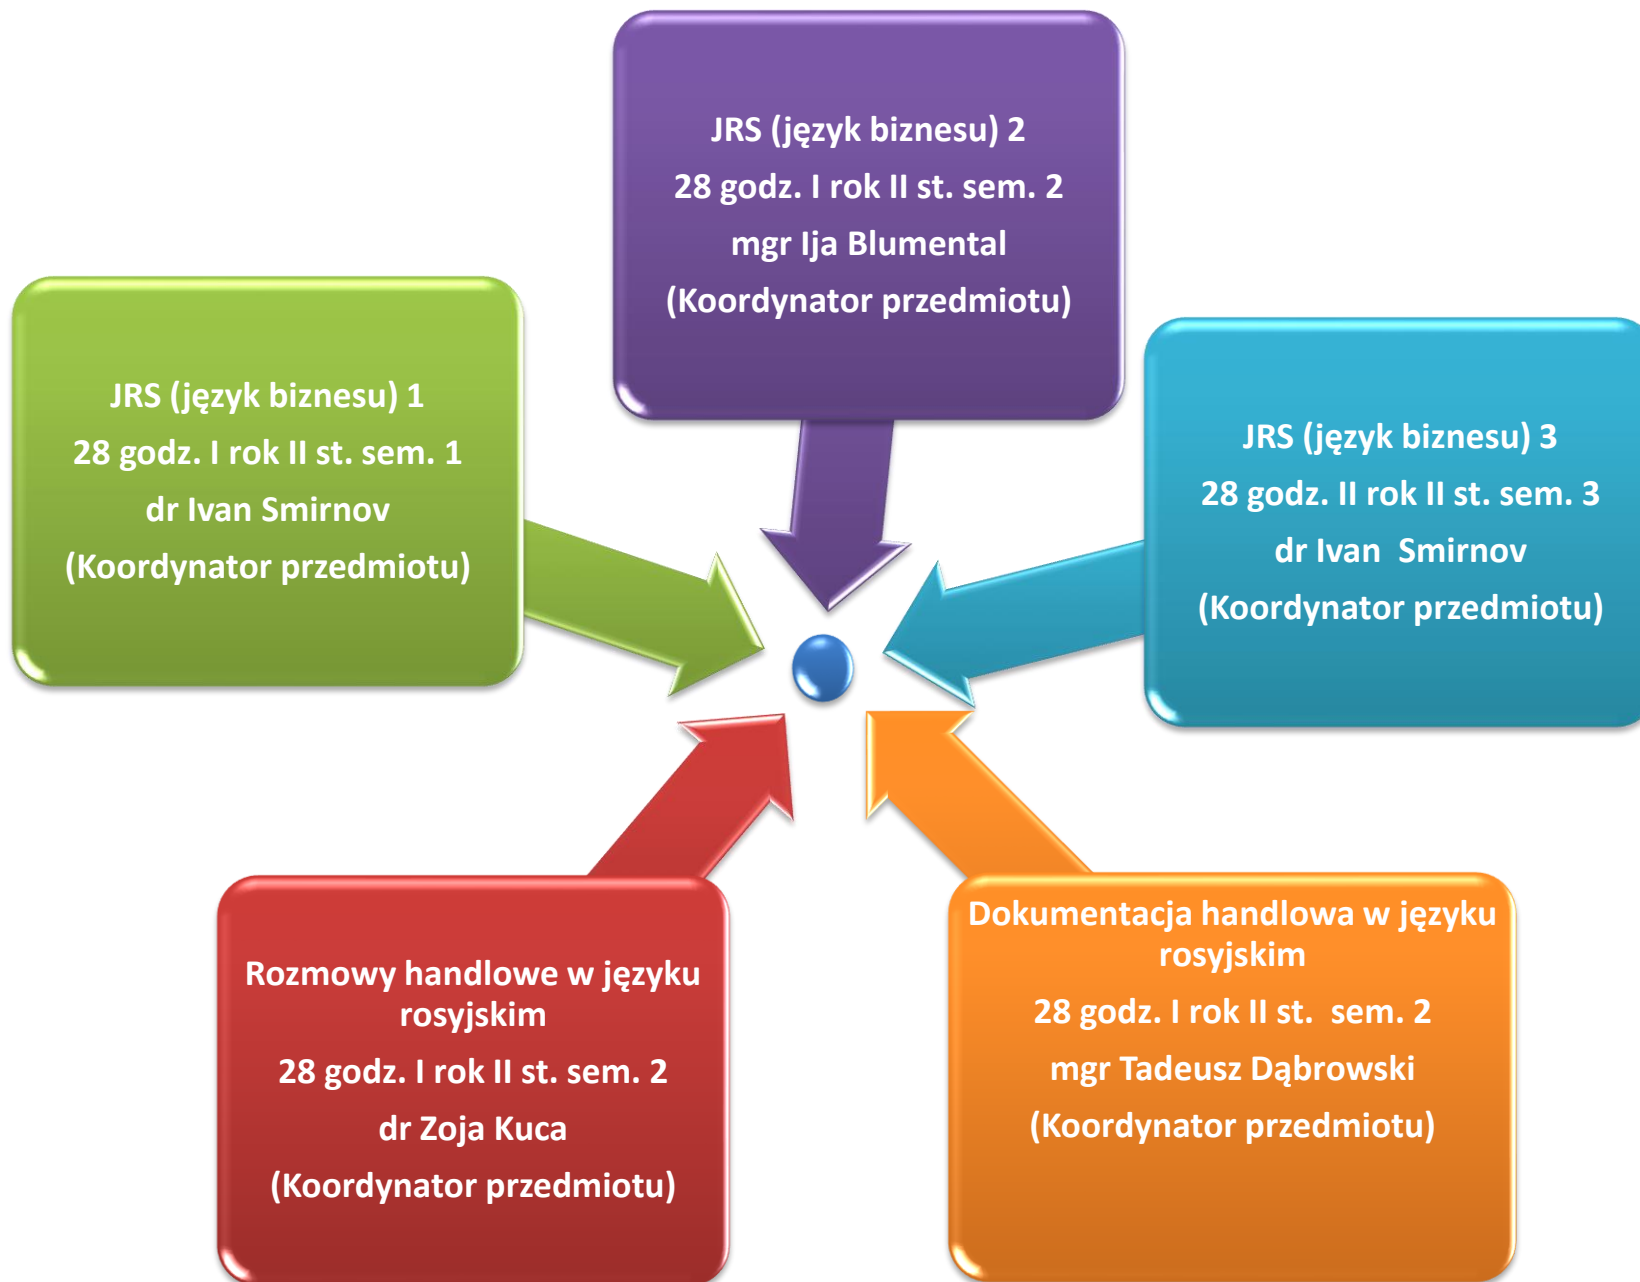 JRS (język biznesu) 2
28 godz. I rok II st. sem. 2
mgr Ija Blumental
(Koordynator przedmiotu)
JRS (język biznesu) 1
28 godz. I rok II st. sem. 1
dr Ivan Smirnov
(Koordynator przedmiotu)
JRS (język biznesu) 3
28 godz. II rok II st. sem. 3
dr Ivan  Smirnov
(Koordynator przedmiotu)
Rozmowy handlowe w języku
rosyjskim
28 godz. I rok II st. sem. 2
dr Zoja Kuca
(Koordynator przedmiotu)
Dokumentacja handlowa w języku
rosyjskim
28 godz. I rok II st.  sem. 2
mgr Tadeusz Dąbrowski
(Koordynator przedmiotu)